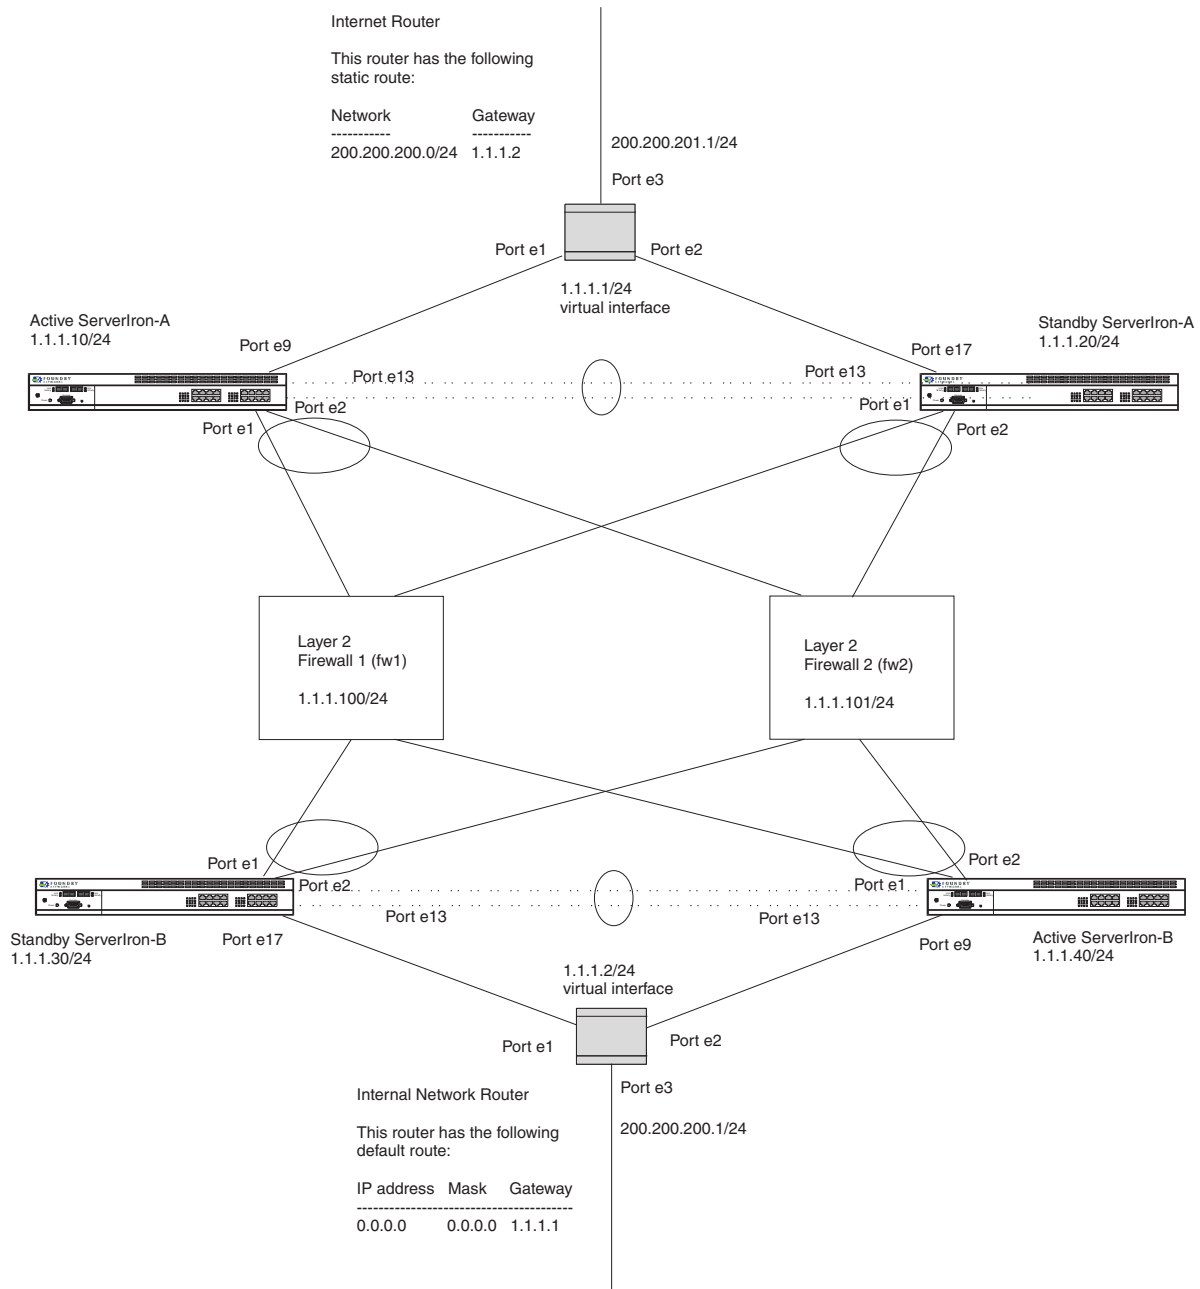 Internet Router
This router has the following
static route:
Network Gateway
----------- -----------
200.200.200.0/24 1.1.1.2
200.200.201.1/24
Port e3
Port e1
Port e2
1.1.1.1/24
virtual interface
Active ServerIron-A
1.1.1.10/24
Standby ServerIron-A
1.1.1.20/24
Port e9
Port e17
Port e13
Port e13
FOUNDRY
NETWORKS
FOUNDRY
NETWORKS
Port e2
Port e1
Port e1
Port e2
Layer 2
Firewall 1 (fw1)
1.1.1.100/24
Layer 2
Firewall 2 (fw2)
1.1.1.101/24
Port e1
Port e2
Port e2
Port e1
FOUNDRY
NETWORKS
FOUNDRY
NETWORKS
Port e13
Port e13
Standby ServerIron-B
1.1.1.30/24
Port e17
Port e9
Active ServerIron-B
1.1.1.40/24
1.1.1.2/24
virtual interface
Port e1
Port e2
Port e3
Internal Network Router
200.200.200.1/24
This router has the following
default route:
IP address Mask Gateway
-----------------------------------------
0.0.0.0 0.0.0.0 1.1.1.1